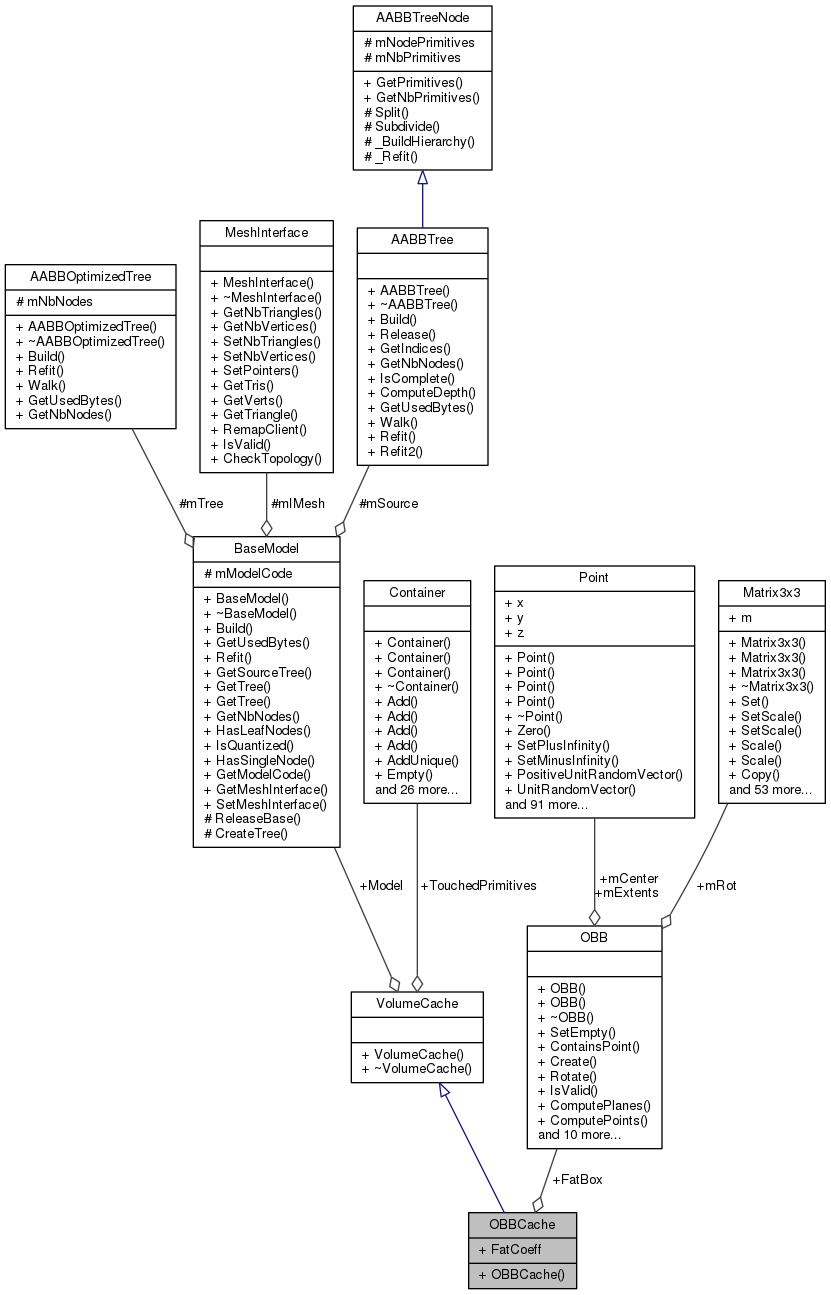 AABBTreeNode
# mNodePrimitives
# mNbPrimitives
+ GetPrimitives()
+ GetNbPrimitives()
# Split()
# Subdivide()
# _BuildHierarchy()
# _Refit()
AABBOptimizedTree
# mNbNodes
+ AABBOptimizedTree()
+ ~AABBOptimizedTree()
+ Build()
+ Refit()
+ Walk()
+ GetUsedBytes()
+ GetNbNodes()
MeshInterface
+ MeshInterface()
+ ~MeshInterface()
+ GetNbTriangles()
+ GetNbVertices()
+ SetNbTriangles()
+ SetNbVertices()
+ SetPointers()
+ GetTris()
+ GetVerts()
+ GetTriangle()
+ RemapClient()
+ IsValid()
+ CheckTopology()
AABBTree
+ AABBTree()
+ ~AABBTree()
+ Build()
+ Release()
+ GetIndices()
+ GetNbNodes()
+ IsComplete()
+ ComputeDepth()
+ GetUsedBytes()
+ Walk()
+ Refit()
+ Refit2()
#mTree
#mIMesh
#mSource
BaseModel
# mModelCode
+ BaseModel()
+ ~BaseModel()
+ Build()
+ GetUsedBytes()
+ Refit()
+ GetSourceTree()
+ GetTree()
+ GetTree()
+ GetNbNodes()
+ HasLeafNodes()
+ IsQuantized()
+ HasSingleNode()
+ GetModelCode()
+ GetMeshInterface()
+ SetMeshInterface()
# ReleaseBase()
# CreateTree()
Container
+ Container()
+ Container()
+ Container()
+ ~Container()
+ Add()
+ Add()
+ Add()
+ Add()
+ AddUnique()
+ Empty()
and 26 more...
Point
+ x
+ y
+ z
+ Point()
+ Point()
+ Point()
+ Point()
+ ~Point()
+ Zero()
+ SetPlusInfinity()
+ SetMinusInfinity()
+ PositiveUnitRandomVector()
+ UnitRandomVector()
and 91 more...
Matrix3x3
+ m
+ Matrix3x3()
+ Matrix3x3()
+ Matrix3x3()
+ ~Matrix3x3()
+ Set()
+ SetScale()
+ SetScale()
+ Scale()
+ Scale()
+ Copy()
and 53 more...
+Model
+TouchedPrimitives
+mCenter
+mExtents
+mRot
VolumeCache
+ VolumeCache()
+ ~VolumeCache()
OBB
+ OBB()
+ OBB()
+ ~OBB()
+ SetEmpty()
+ ContainsPoint()
+ Create()
+ Rotate()
+ IsValid()
+ ComputePlanes()
+ ComputePoints()
and 10 more...
+FatBox
OBBCache
+ FatCoeff
+ OBBCache()